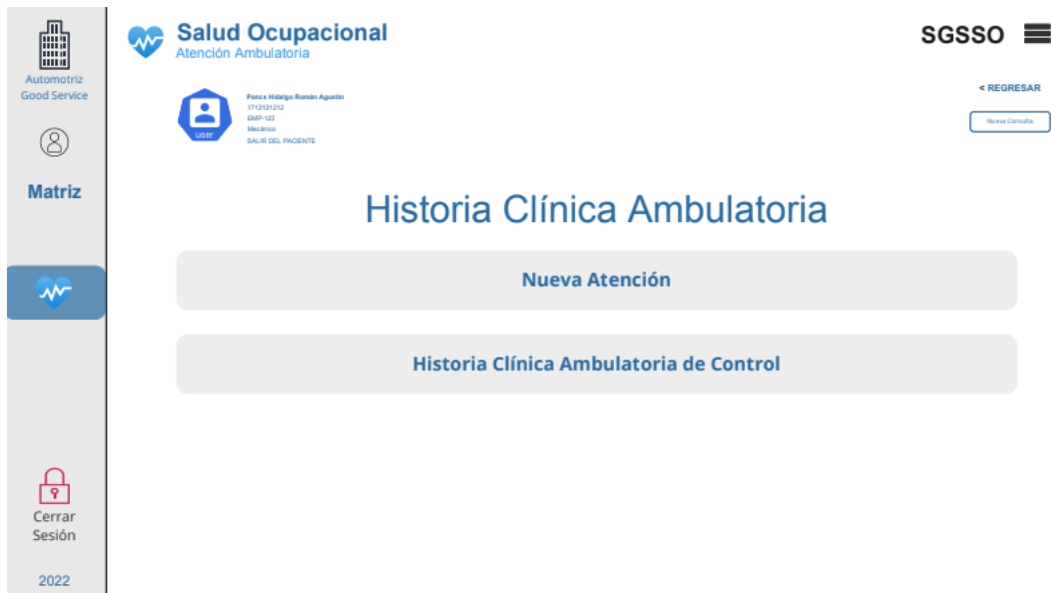 Automotriz
Good Service
Matriz
Cerrar
Sesión
2022
Salud Ocupacional
Atención Ambulatoria
SGSSO
user
Ponce Hidalgo Román Agustín
1712121212
EMP-123
Mecánico
SALIR DEL PACIENTE
< REGRESAR
Nueva Consulta
Historia Clínica Ambulatoria
Nueva Atención
Historia Clínica Ambulatoria de Control